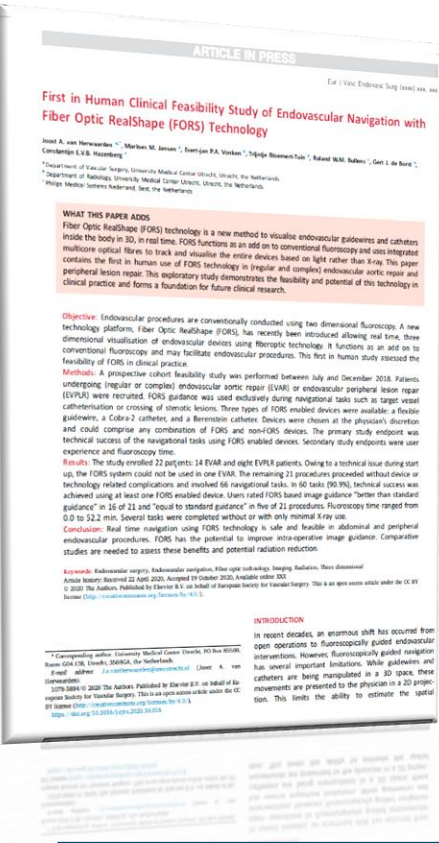 ARTICLE IN PRESS
Eur J Vasc Endovasc Surg (xxxx) xxx, xxx
First in Human Clinical Feasibility Study of Endovascular Navigation with
Fiber Optic RealShape (FORS) Technology
Joost A. van Herwaarden a,*, Marloes M. Jansen a, Evert-jan P.A. Vonken b, Trijntje Bloemert-Tuin a, Roland W.M. Bullens c, Gert J. de Borst a,
Constantijn E.V.B. Hazenberg a
a Department of Vascular Surgery, University Medical Center Utrecht, Utrecht, the Netherlands
b Department of Radiology, University Medical Center Utrecht, Utrecht, the Netherlands
c Philips Medical Systems Nederland, Best, the Netherlands
WHAT THIS PAPER ADDS
Fiber Optic RealShape (FORS) technology is a new method to visualise endovascular guidewires and catheters
inside the body in 3D, in real time. FORS functions as an add on to conventional fluoroscopy and uses integrated
multicore optical fibres to track and visualise the entire devices based on light rather than X-ray. This paper
contains the first in human use of FORS technology in (regular and complex) endovascular aortic repair and
peripheral lesion repair. This exploratory study demonstrates the feasibility and potential of this technology in
clinical practice and forms a foundation for future clinical research.
Objective: Endovascular procedures are conventionally conducted using two dimensional fluoroscopy. A new
technology platform, Fiber Optic RealShape (FORS), has recently been introduced allowing real time, three
dimensional visualisation of endovascular devices using fiberoptic technology. It functions as an add on to
conventional fluoroscopy and may facilitate endovascular procedures. This first in human study assessed the
feasibility of FORS in clinical practice.
Methods: A prospective cohort feasibility study was performed between July and December 2018. Patients
undergoing (regular or complex) endovascular aortic repair (EVAR) or endovascular peripheral lesion repair
(EVPLR) were recruited. FORS guidance was used exclusively during navigational tasks such as target vessel
catheterisation or crossing of stenotic lesions. Three types of FORS enabled devices were available: a flexible
guidewire, a Cobra-2 catheter, and a Berenstein catheter. Devices were chosen at the physician's discretion
and could comprise any combination of FORS and non-FORS devices. The primary study endpoint was
technical success of the navigational tasks using FORS enabled devices. Secondary study endpoints were user
experience and fluoroscopy time.
Results: The study enrolled 22 patients: 14 EVAR and eight EVPLR patients. Owing to a technical issue during start
up, the FORS system could not be used in one EVAR. The remaining 21 procedures proceeded without device or
technology related complications and involved 66 navigational tasks. In 60 tasks (90.9%), technical success was
achieved using at least one FORS enabled device. Users rated FORS based image guidance "better than standard
guidance" in 16 of 21 and "equal to standard guidance" in five of 21 procedures. Fluoroscopy time ranged from
0.0 to 52.2 min. Several tasks were completed without or with only minimal X-ray use.
Conclusion: Real time navigation using FORS technology is safe and feasible in abdominal and peripheral
endovascular procedures. FORS has the potential to improve intra-operative image guidance. Comparative
studies are needed to assess these benefits and potential radiation reduction.
Keywords: Endovascular surgery, Endovascular navigation, Fiber optic technology, Imaging, Radiation, Three dimensional
Article history: Received 22 April 2020, Accepted 19 October 2020, Available online XXX
© 2020 The Authors. Published by Elsevier B.V. on behalf of European Society for Vascular Surgery. This is an open access article under the CC BY
license (http://creativecommons.org/licenses/by/4.0/).
* Corresponding author. University Medical Center Utrecht, PO Box 85500,
Room G04.138, Utrecht, 3508GA, the Netherlands.
E-mail address: (Joost A. van
Herwaarden).
1078-5884/© 2020 The Authors. Published by Elsevier B.V. on behalf of Eu-
ropean Society for Vascular Surgery. This is an open access article under the CC
BY license (http://creativecommons.org/licenses/by/4.0/).
https://doi.org/10.1016/j.ejvs.2020.10.016
INTRODUCTION
In recent decades, an enormous shift has occurred from
open operations to fluoroscopically guided endovascular
interventions. However, fluoroscopically guided navigation
has several important limitations. While guidewires and
catheters are being manipulated in a 3D space, these
movements are presented to the physician in a 2D projec-
tion. This limits the ability to estimate the spatial